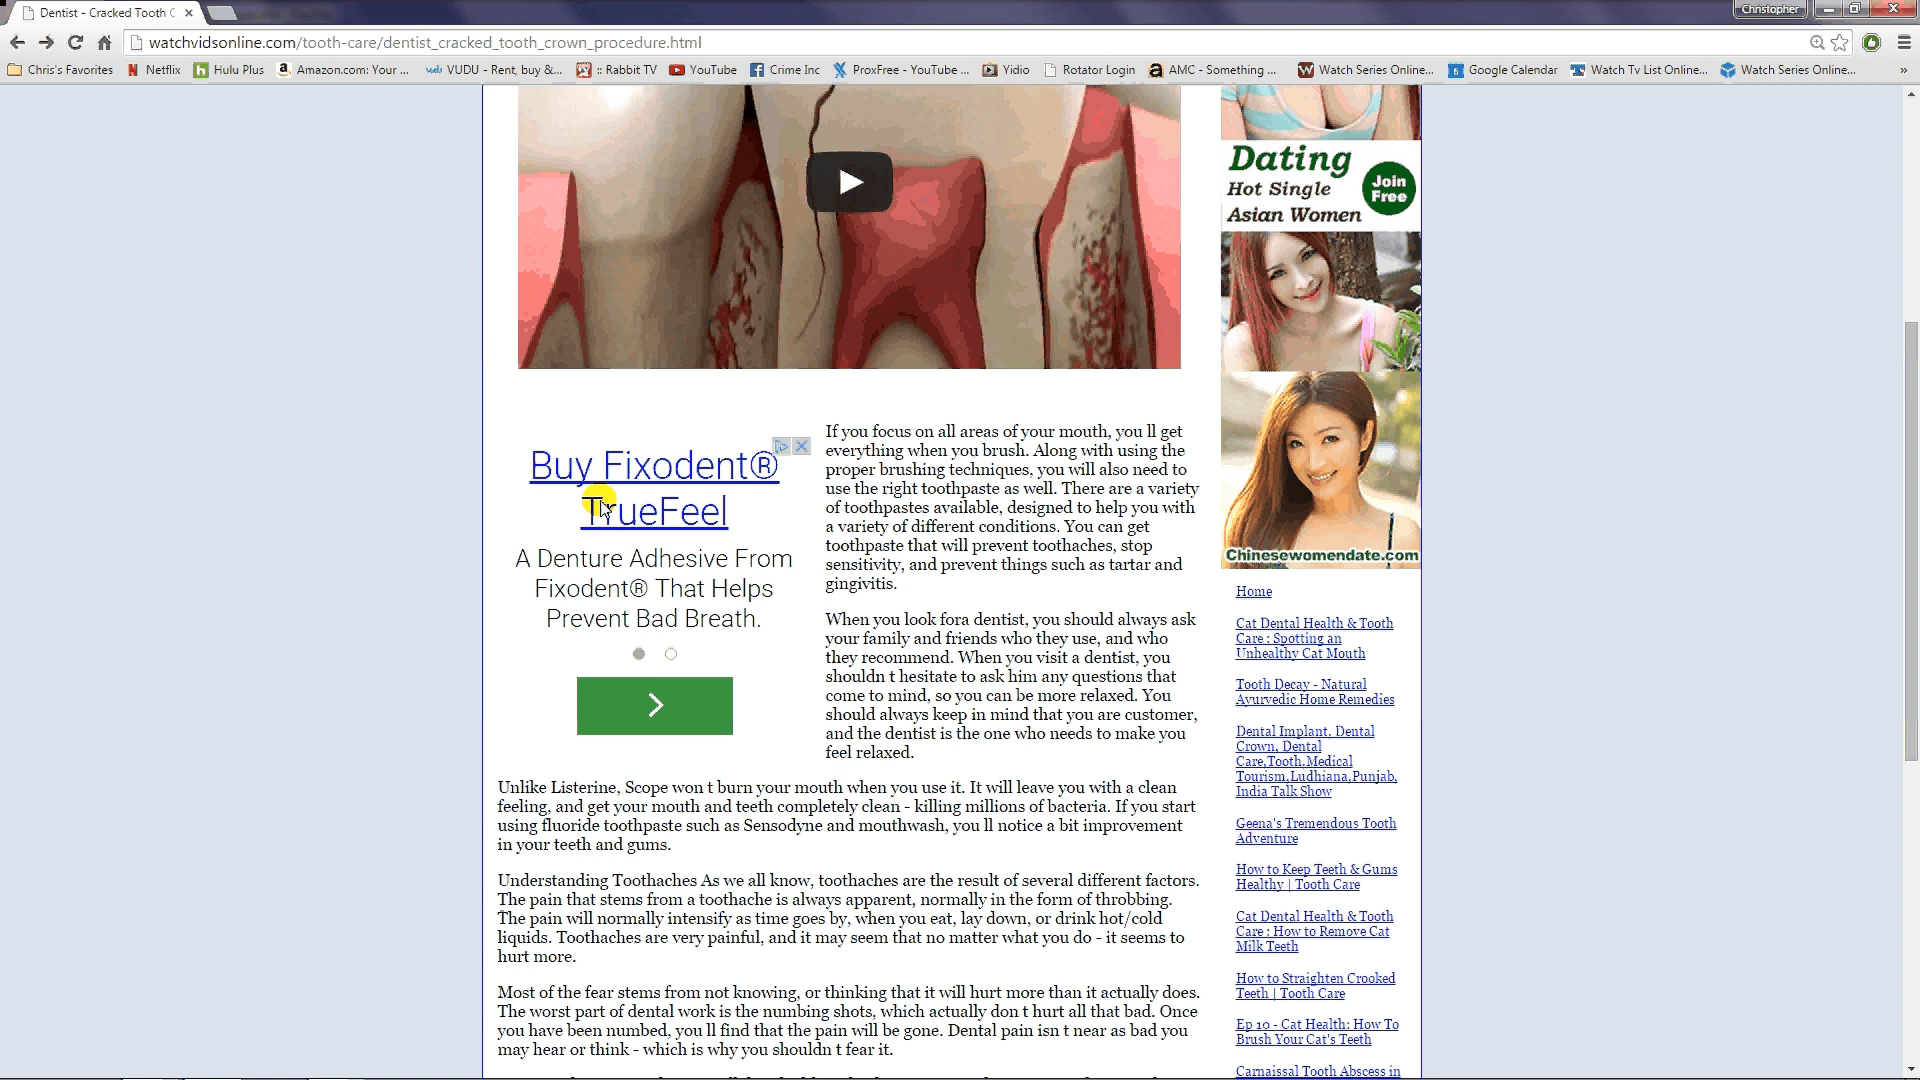 Dentist - Cracked Tooth C
Christopher
watchvidsonline.com/tooth-care/dentist_cracked_tooth_crown_procedure.html
Chris's Favorites
Netflix
Hulu Plus
Amazon.com: Your ...
VUDU - Rent, buy &...
:: Rabbit TV
YouTube
Crime Inc
ProxFree - YouTube ...
Yidio
Rotator Login
AMC - Something ...
Watch Series Online...
Google Calendar
Watch Tv List Online...
Watch Series Online...
»
Buy Fixodent®
TrueFeel
A Denture Adhesive From
Fixodent® That Helps
Prevent Bad Breath.
If you focus on all areas of your mouth, you ll get
everything when you brush. Along with using the
proper brushing techniques, you will also need to
use the right toothpaste as well. There are a variety
of toothpastes available, designed to help you with
a variety of different conditions. You can get
toothpaste that will prevent toothaches, stop
sensitivity, and prevent things such as tartar and
gingivitis.
When you look fora dentist, you should always ask
your family and friends who they use, and who
they recommend. When you visit a dentist, you
shouldn t hesitate to ask him any questions that
come to mind, so you can be more relaxed. You
should always keep in mind that you are customer,
and the dentist is the one who needs to make you
feel relaxed.
Unlike Listerine, Scope won t burn your mouth when you use it. It will leave you with a clean
feeling, and get your mouth and teeth completely clean - killing millions of bacteria. If you start
using fluoride toothpaste such as Sensodyne and mouthwash, you ll notice a bit improvement
in your teeth and gums.
Understanding Toothaches As we all know, toothaches are the result of several different factors.
The pain that stems from a toothache is always apparent, normally in the form of throbbing.
The pain will normally intensify as time goes by, when you eat, lay down, or drink hot/cold
liquids. Toothaches are very painful, and it may seem that no matter what you do - it seems to
hurt more.
Most of the fear stems from not knowing, or thinking that it will hurt more than it actually does.
The worst part of dental work is the numbing shots, which actually don t hurt all that bad. Once
you have been numbed, you ll find that the pain will be gone. Dental pain isn t near as bad you
may hear or think - which is why you shouldn t fear it.
Dating
Hot Single
Asian Women
Join
Free
Chinesewomendate.com
Home
Cat Dental Health & Tooth
Care : Spotting an
Unhealthy Cat Mouth
Tooth Decay - Natural
Ayurvedic Home Remedies
Dental Implant, Dental
Crown, Dental
Care,Tooth,Medical
Tourism,Ludhiana,Punjab,
India Talk Show
Geena's Tremendous Tooth
Adventure
How to Keep Teeth & Gums
Healthy | Tooth Care
Cat Dental Health & Tooth
Care : How to Remove Cat
Milk Teeth
How to Straighten Crooked
Teeth | Tooth Care
Ep 10 - Cat Health: How To
Brush Your Cat's Teeth
Carnaissal Tooth Abscess in